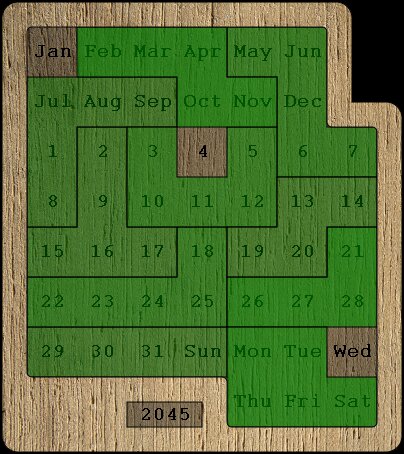 Jan Feb Mar Apr May Jun
Jul Aug Sep Oct Nov Dec
1 2 3 4 5 6 7
8 9 10 11 12 13 14
15 16 17 18 19 20 21
22 23 24 25 26 27 28
29 30 31 Sun Mon Tue Wed
Thu Fri Sat
2045